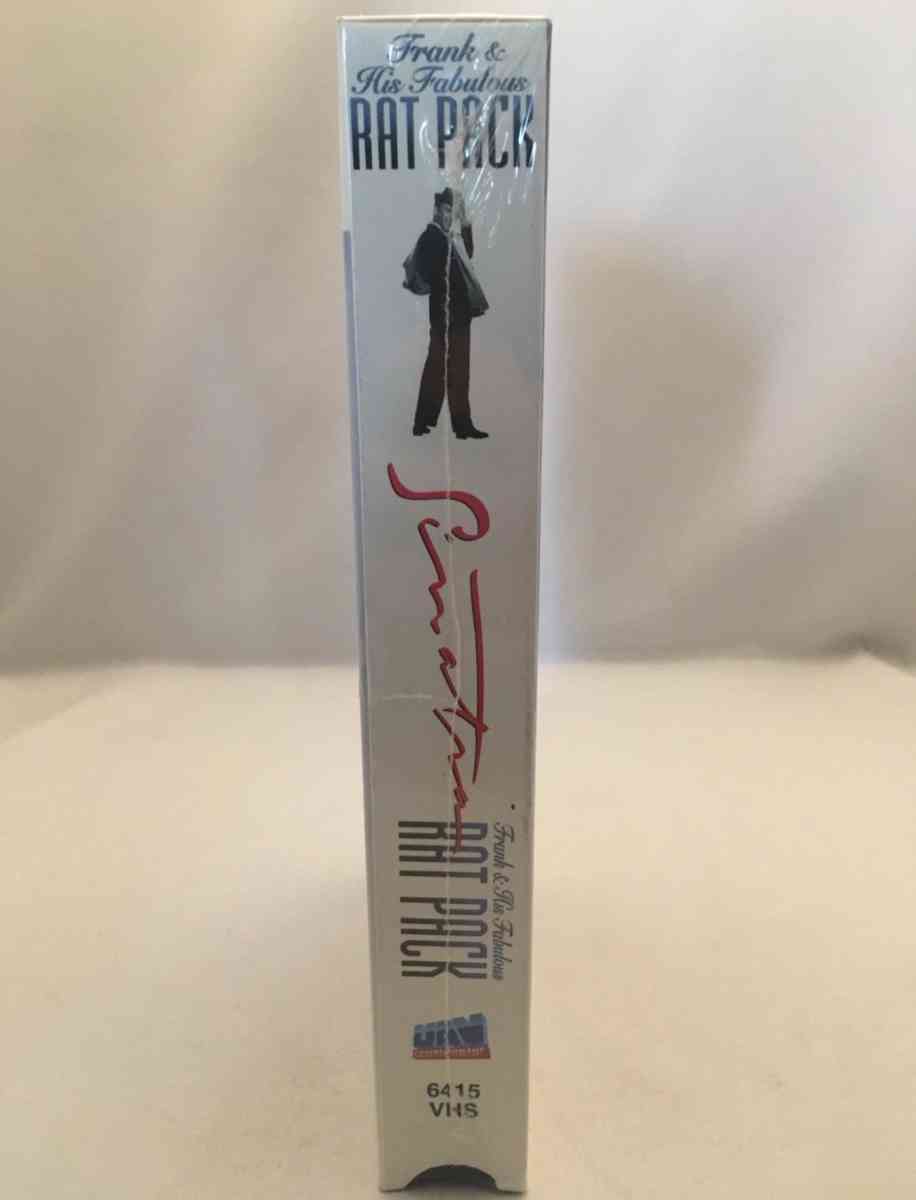 Frank &
His Fabulous
RAT PACK
Sinatra
Frank & His Fabulous
RAT PACK
6415
VHS